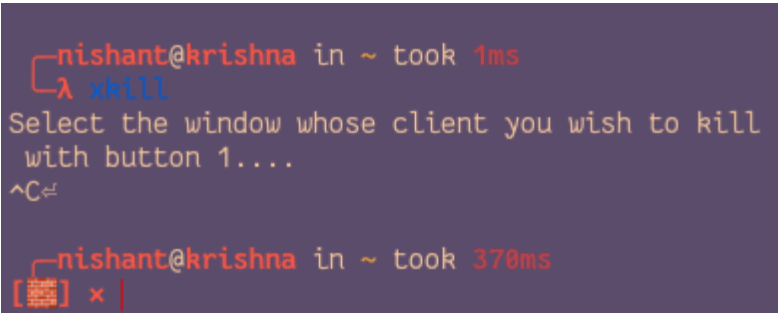 ╭─nishant@krishna in ~ took 1ms
╰─λ xkill
Select the window whose client you wish to kill
with button 1....
^C⏎
╭─nishant@krishna in ~ took 370ms
[🧱] ×